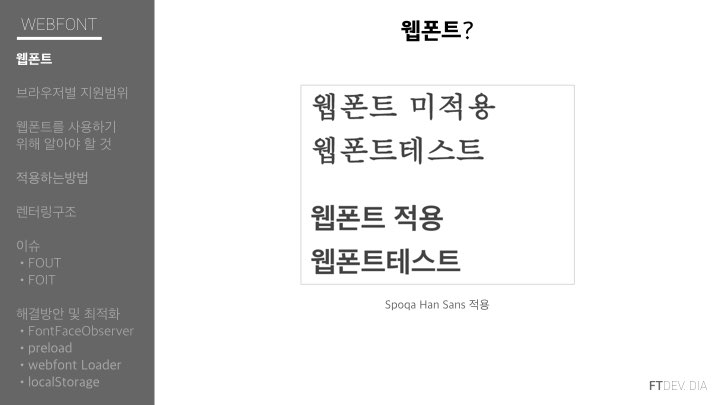 WEBFONT
웹폰트
브라우저별 지원범위
웹폰트를 사용하기
위해 알아야 할 것
적용하는방법
렌터링구조
이슈
• FOUT
• FOIT
해결방안 및 최적화
• FontFaceObserver
• preload
• webfont Loader
• localStorage
웹폰트?
웹폰트 미적용
웹폰트테스트
웹폰트 적용
웹폰트테스트
Spoqa Han Sans 적용
FTDEV. DIA